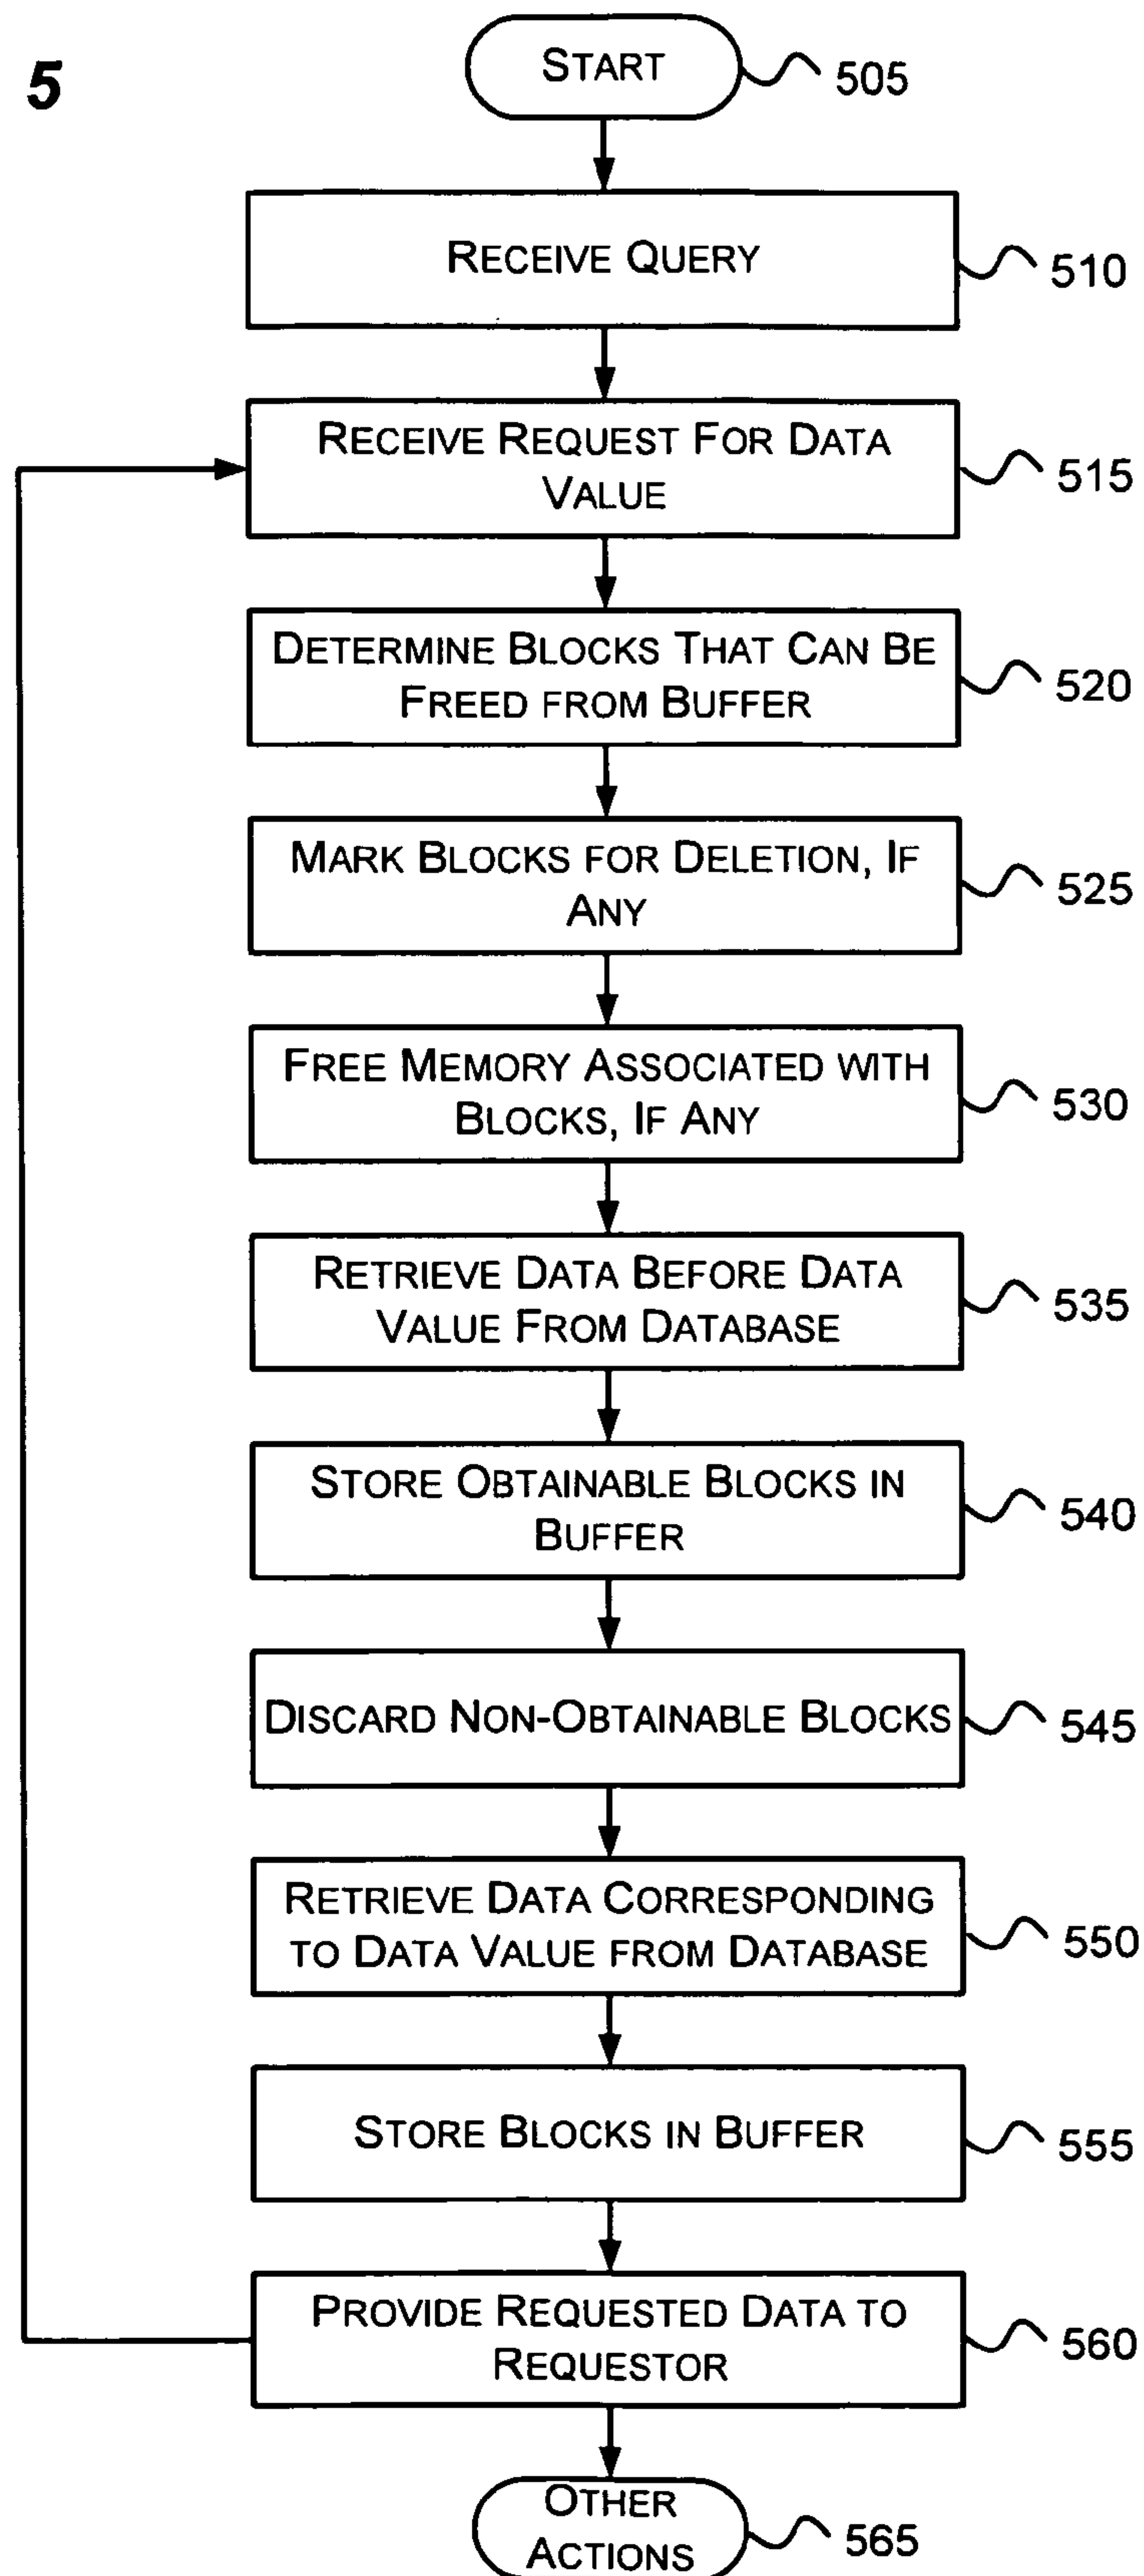 5
START
505
RECEIVE QUERY
510
RECEIVE REQUEST FOR DATA
VALUE
515
DETERMINE BLOCKS THAT CAN BE
FREED FROM BUFFER
520
MARK BLOCKS FOR DELETION, IF
ANY
525
FREE MEMORY ASSOCIATED WITH
BLOCKS, IF ANY
530
RETRIEVE DATA BEFORE DATA
VALUE FROM DATABASE
535
STORE OBTAINABLE BLOCKS IN
BUFFER
540
DISCARD NON-OBTAINABLE BLOCKS
545
RETRIEVE DATA CORRESPONDING
TO DATA VALUE FROM DATABASE
550
STORE BLOCKS IN BUFFER
555
PROVIDE REQUESTED DATA TO
REQUESTOR
560
OTHER
ACTIONS
565